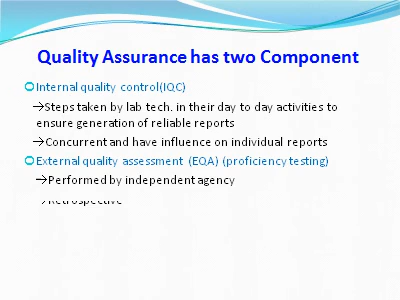 Quality Assurance has two Component
Internal quality control(IQC)
→Steps taken by lab tech. in their day to day activities to
ensure generation of reliable reports
→Concurrent and have influence on individual reports
External quality assessment (EQA) (proficiency testing)
→Performed by independent agency
→Retrospective